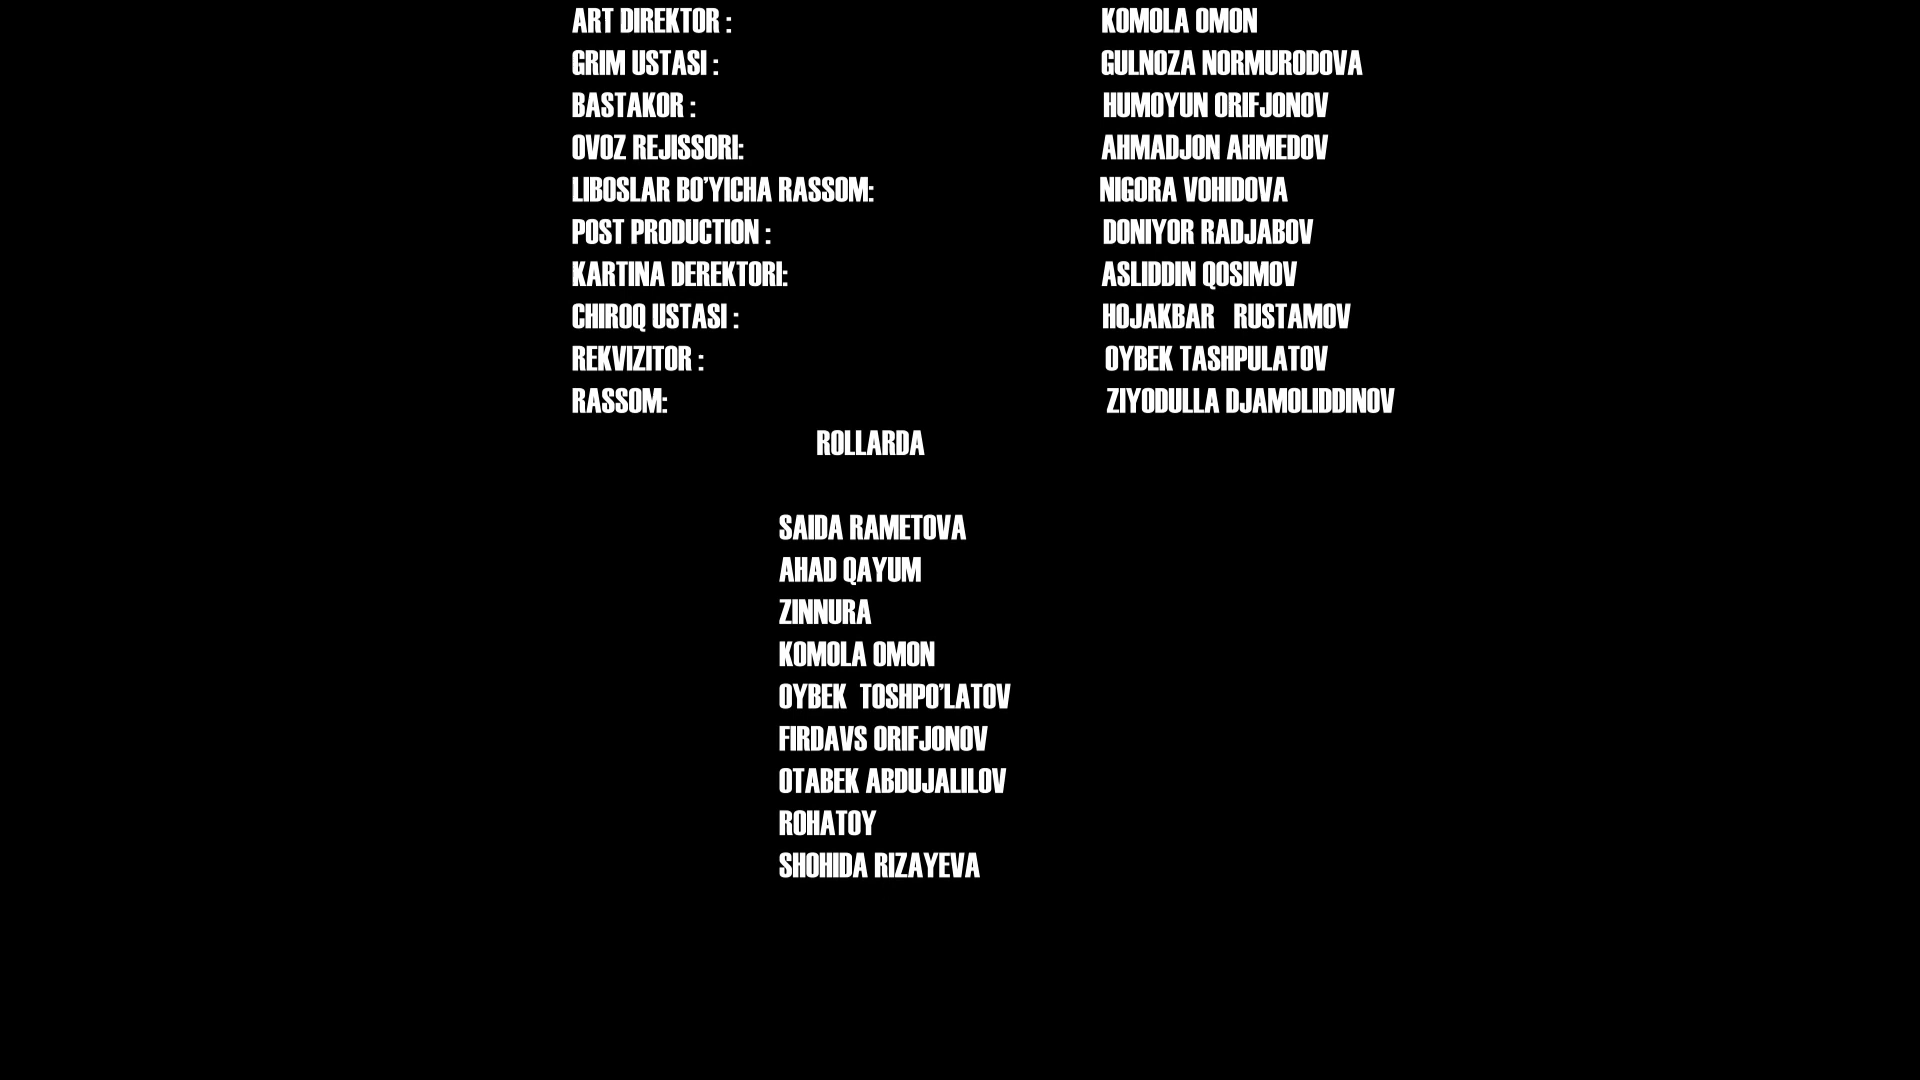 ART DIREKTOR : KOMOLA OMON
GRIM USTASI : GULNOZA NORMURODOVA
BASTAKOR : HUMOYUN ORIFJONOV
OVOZ REJISSORI: AHMADJON AHMEDOV
LIBOSLAR BO'YICHA RASSOM: NIGORA VOHIDOVA
POST PRODUCTION : DONIYOR RADJABOV
KARTINA DEREKTORI: ASLIDDIN QOSIMOV
CHIROQ USTASI : HOJAKBAR RUSTAMOV
REKVIZITOR : OYBEK TASHPULATOV
RASSOM: ZIYODULLA DJAMOLIDDINOV
ROLLARDA
SAIDA RAMETOVA
AHAD QAYUM
ZINNURA
KOMOLA OMON
OYBEK TOSHPO'LATOV
FIRDAVS ORIFJONOV
OTABEK ABDUJALILOV
ROHATOY
SHOHIDA RIZAYEVA